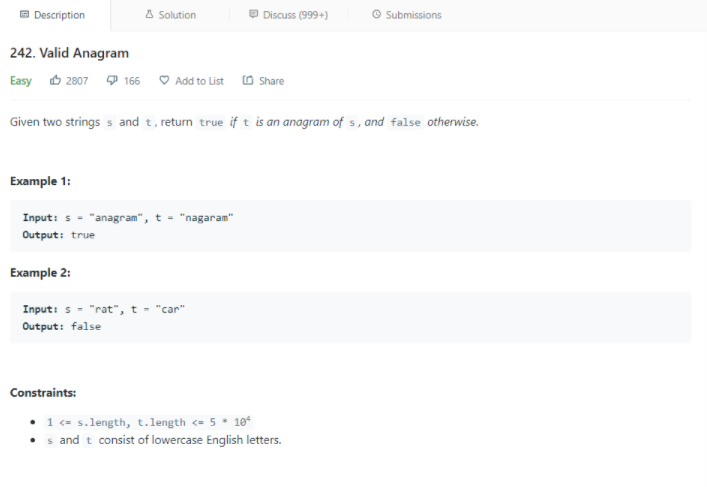 Description Solution Discuss (999+) Submissions
242. Valid Anagram
Easy 2807 166 Add to List Share
Given two strings s and t, return true if t is an anagram of s, and false otherwise.
Example 1:
Input: s = "anagram", t = "nagaram"
Output: true
Example 2:
Input: s = "rat", t = "car"
Output: false
Constraints:
• 1 <= s.length, t.length <= 5 * 10⁴
• s and t consist of lowercase English letters.